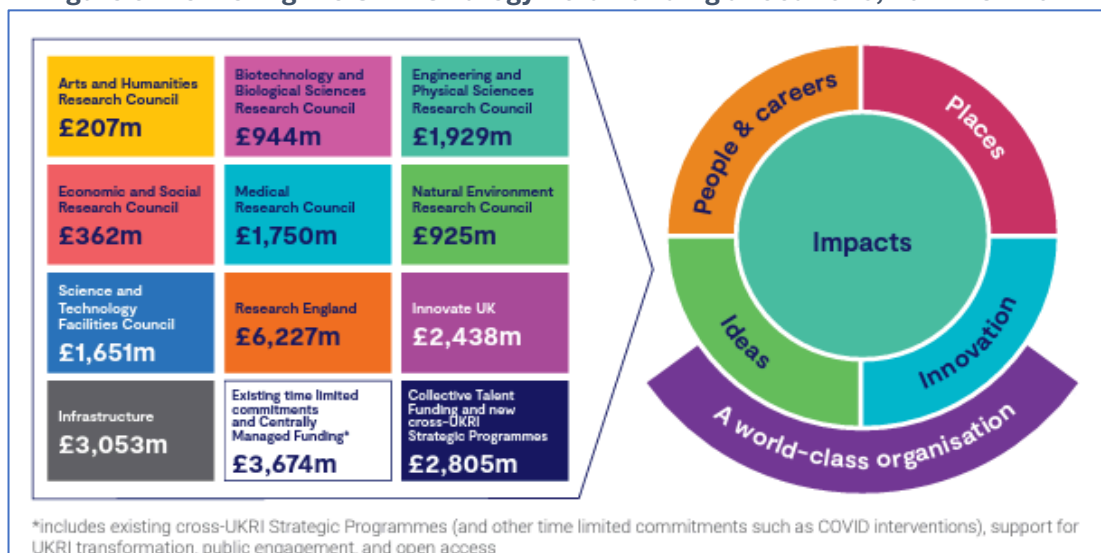 Arts and Humanities
Research Council
£207m
Biotechnology and
Biological Sciences
Research Council
£944m
Engineering and
Physical Sciences
Research Council
£1,929m
Economic and Social
Research Council
£362m
Medical
Research Council
£1,750m
Natural Environment
Research Council
£925m
Science and
Technology
Facilities Council
£1,651m
Research England
£6,227m
Innovate UK
£2,438m
Infrastructure
£3,053m
Existing time limited
commitments
and Centrally
Managed Funding*
£3,674m
Collective Talent
Funding and new
cross-UKRI
Strategic Programmes
£2,805m
People & careers
Places
Impacts
Ideas
Innovation
A world-class organisation
*includes existing cross-UKRI Strategic Programmes (and other time limited commitments such as COVID interventions), support for
UKRI transformation, public engagement, and open access